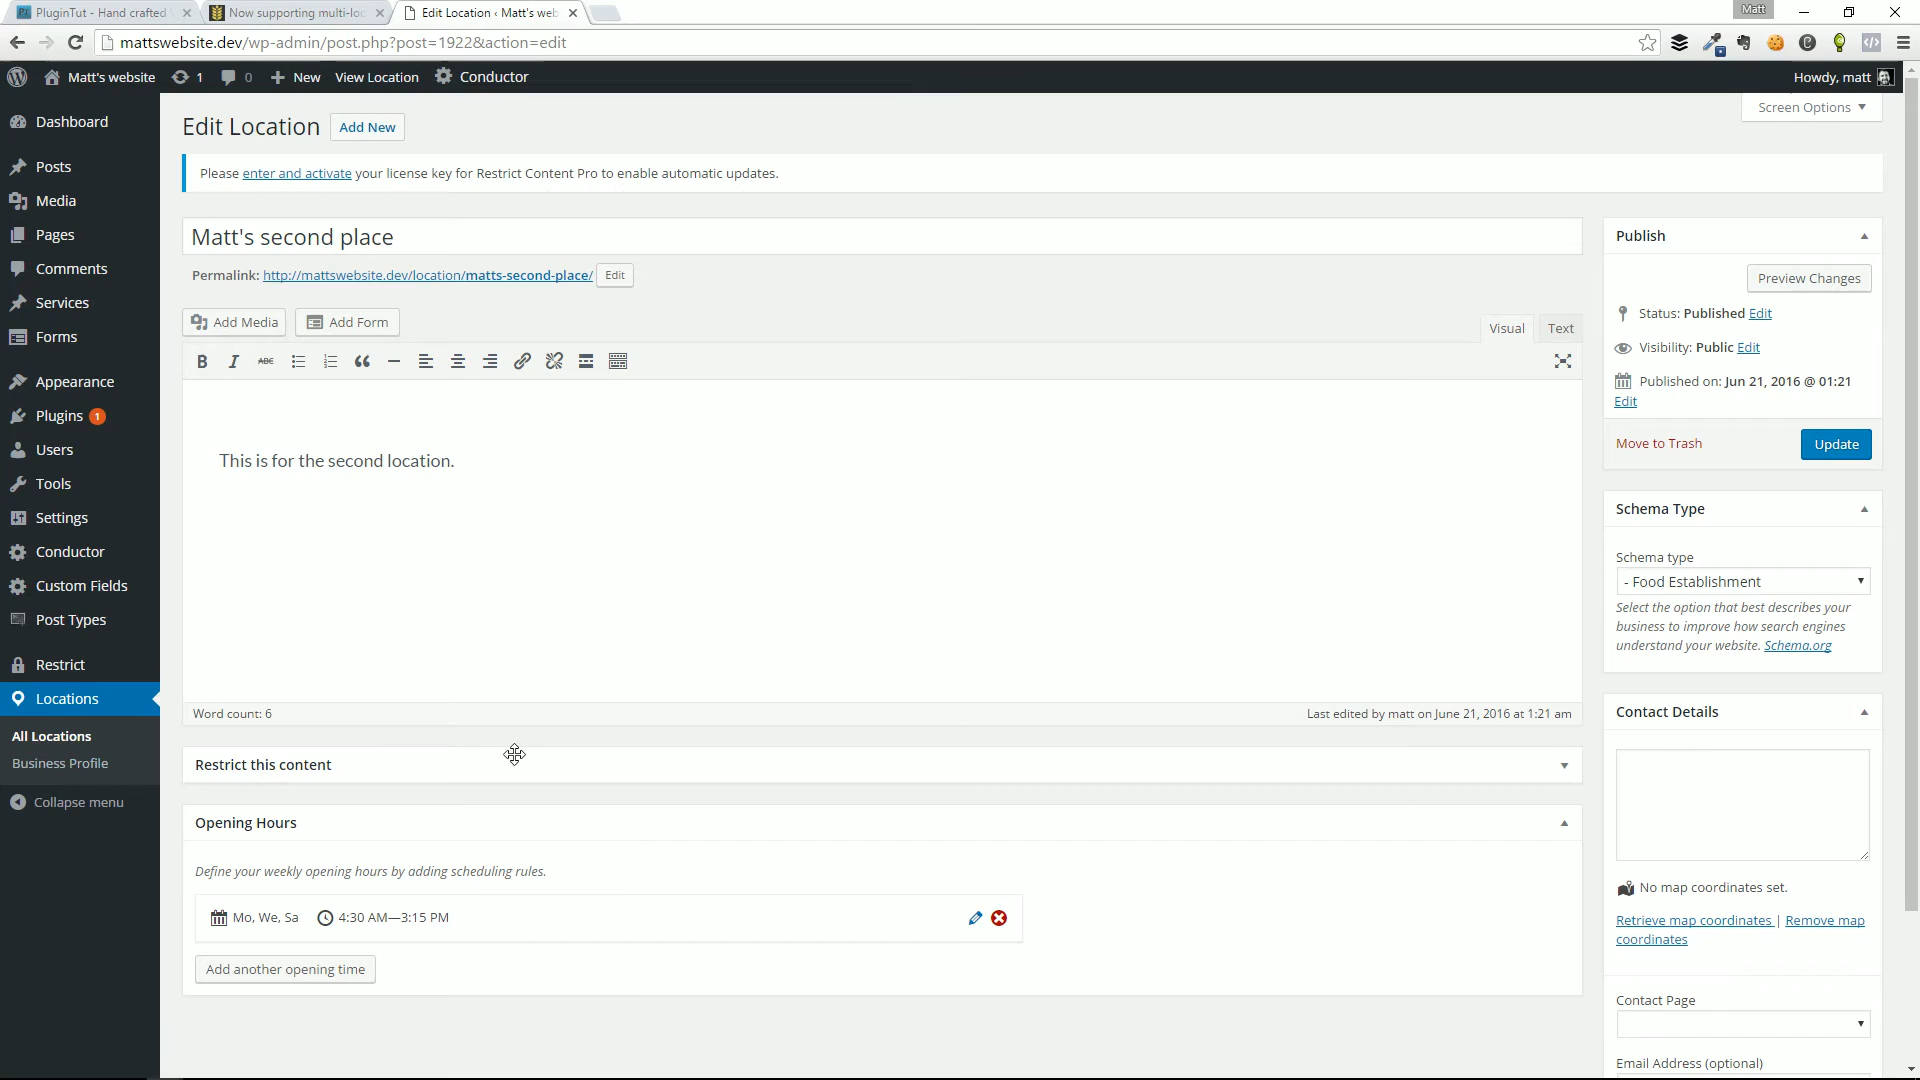 PluginTut - Hand crafted
Now supporting multi-loc
Edit Location ‹ Matt's web
Matt
mattswebsite.dev/wp-admin/post.php?post=1922&action=edit
Matt's website
1
0
New
View Location
Conductor
Howdy, matt
Dashboard
Posts
Media
Pages
Comments
Services
Forms
Appearance
Plugins 1
Users
Tools
Settings
Conductor
Custom Fields
Post Types
Restrict
Locations
All Locations
Business Profile
Collapse menu
Screen Options
Edit Location Add New
Please enter and activate your license key for Restrict Content Pro to enable automatic updates.
Matt's second place
Permalink: http://mattswebsite.dev/location/matts-second-place/ Edit
Add Media Add Form
Visual Text
B I ABC
This is for the second location.
Word count: 6
Last edited by matt on June 21, 2016 at 1:21 am
Restrict this content
Opening Hours
Define your weekly opening hours by adding scheduling rules.
Mo, We, Sa 4:30 AM—3:15 PM
Add another opening time
Publish
Preview Changes
Status: Published Edit
Visibility: Public Edit
Published on: Jun 21, 2016 @ 01:21
Edit
Move to Trash Update
Schema Type
Schema type
- Food Establishment
Select the option that best describes your
business to improve how search engines
understand your website. Schema.org
Contact Details
No map coordinates set.
Retrieve map coordinates | Remove map
coordinates
Contact Page
Email Address (optional)